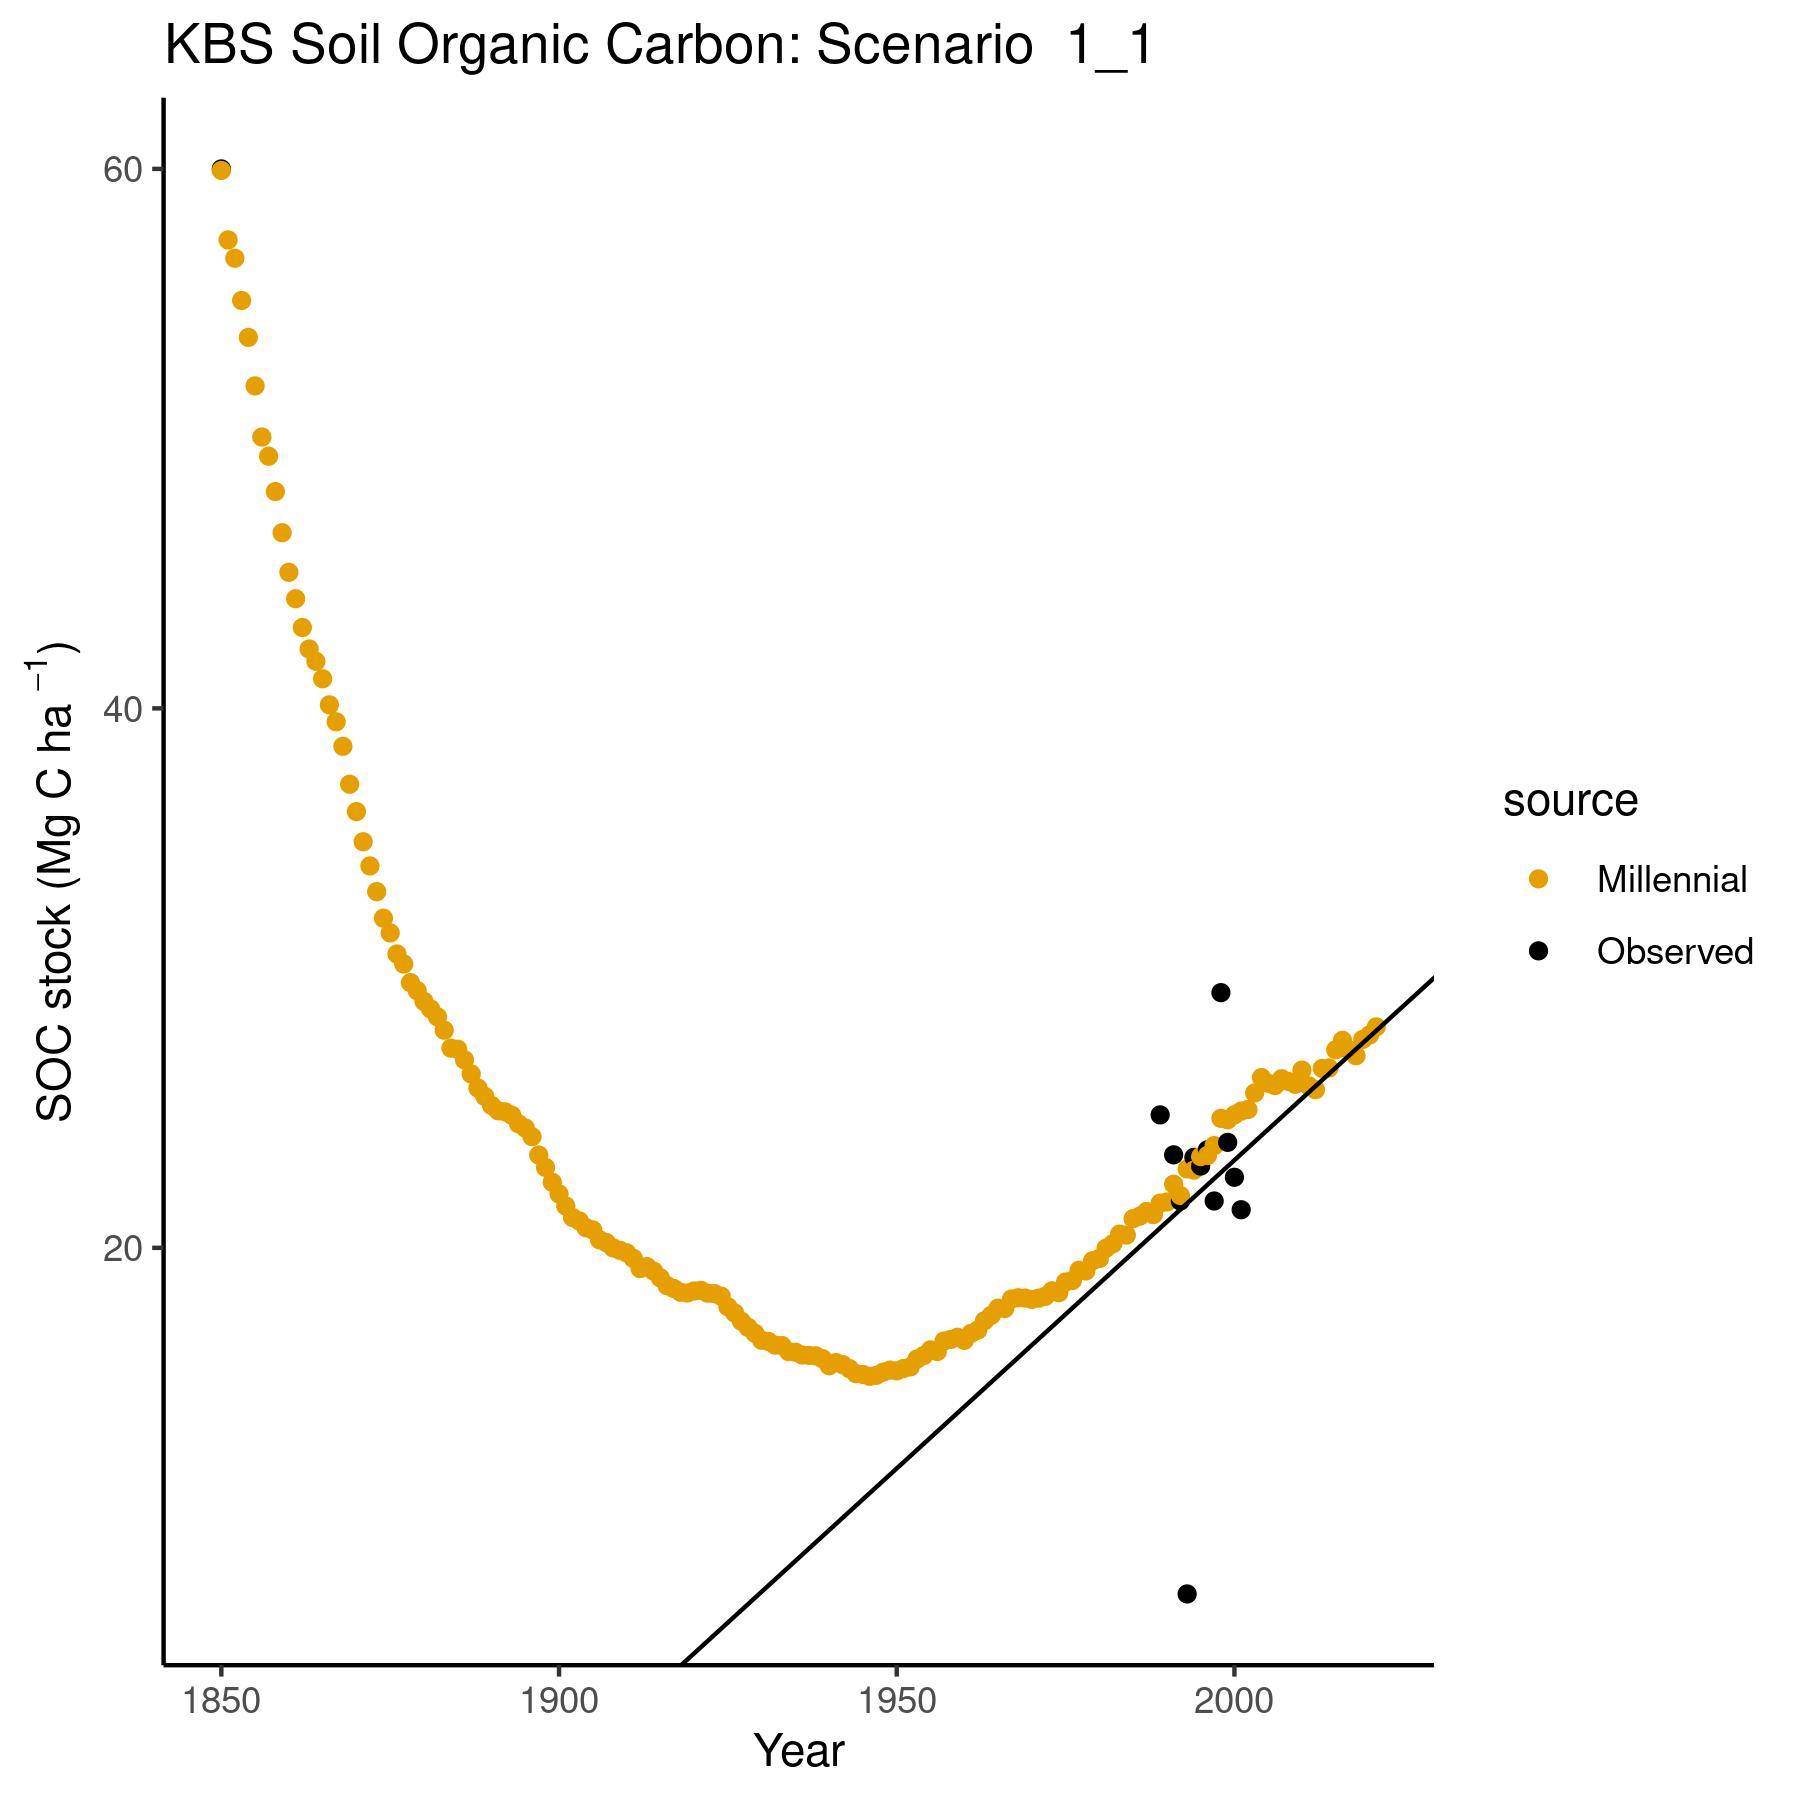 KBS Soil Organic Carbon: Scenario  1_1
60
40
20
SOC stock (Mg C ha −1)
1850 1900 1950 2000
Year
source
Millennial
Observed